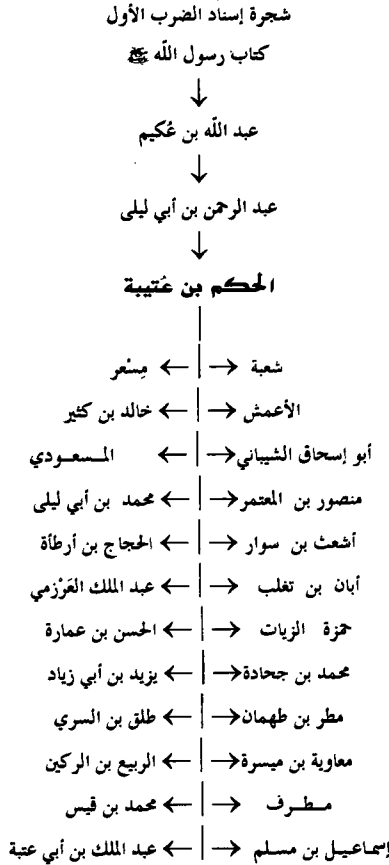 شجرة إسناد الضرب الأول
كتاب رسول الله ﷺ
عبد الله بن عُكيم
عبد الرحمن بن أبي ليلى
الحكم بن عُتيبة
شعبة مِسْعر
الأعمش خالد بن كثير
أبو إسحاق الشيباني المسعودي
منصور بن المعتمر محمد بن أبي ليلى
أشعث بن سوار الحجاج بن أرطأة
أبان بن تغلب عبد الملك العَرْزمي
حمزة الزيات الحسن بن عمارة
محمد بن جحادة يزيد بن أبي زياد
مطر بن طهمان طلق بن السري
معاوية بن ميسرة الربيع بن الركين
مطرف محمد بن قيس
إسماعيل بن مسلم عبد الملك بن أبي عتبة